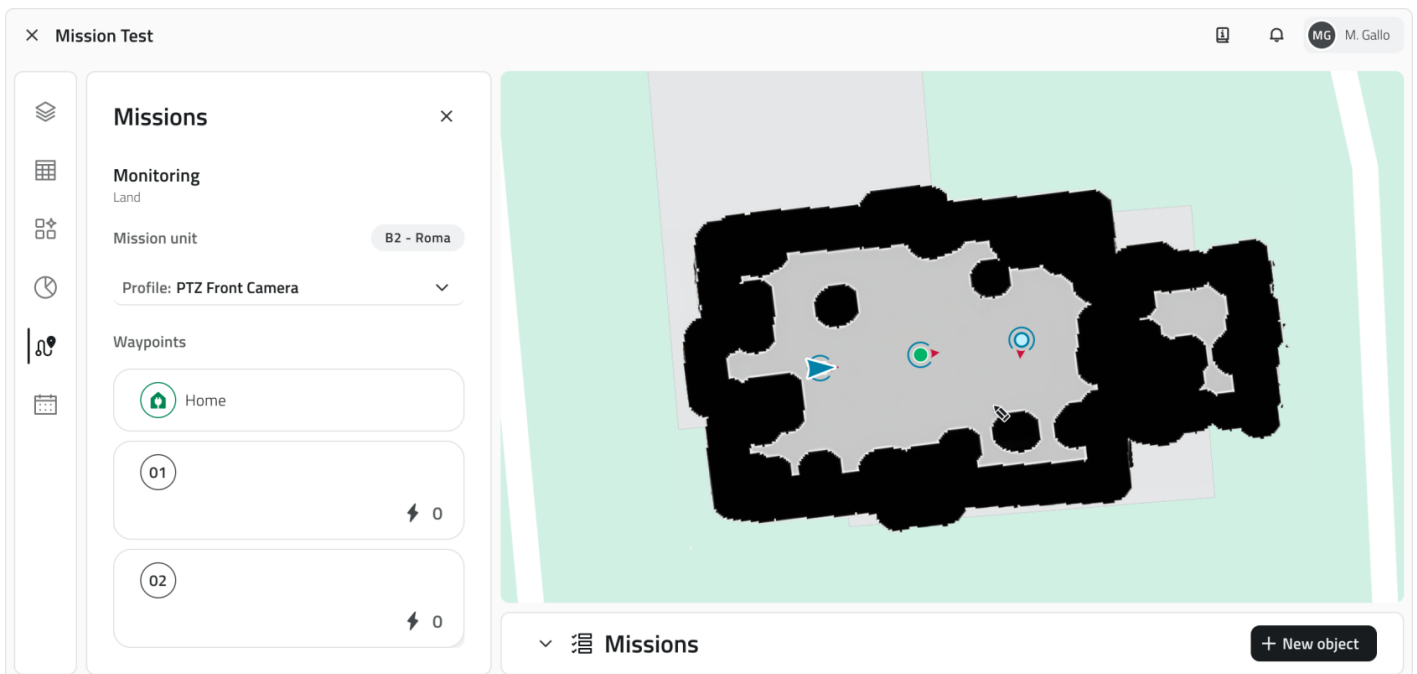 Mission Test
MG M. Gallo
Missions
Monitoring
Land
Mission unit B2 - Roma
Profile: PTZ Front Camera
Waypoints
Home
01
0
02
0
Missions
+ New object